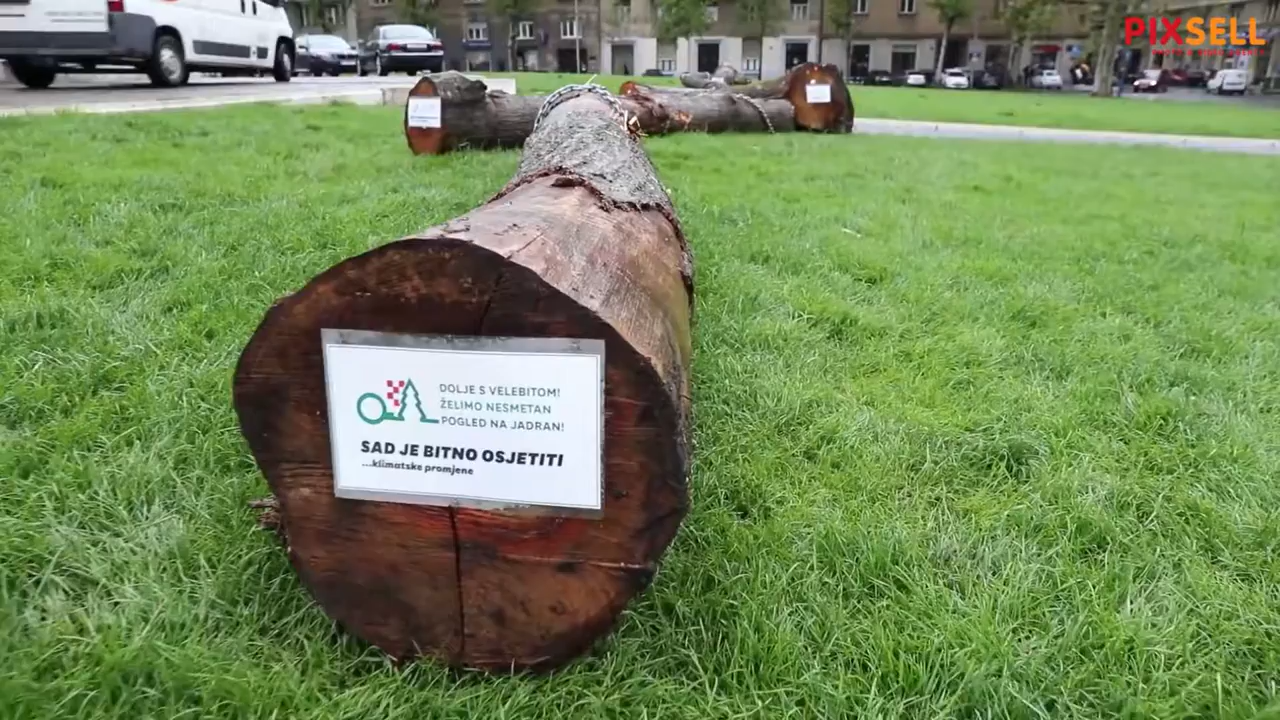 PIXSELL
DOLJE S VELEBITOM!
ŽELIMO NESMETAN
POGLED NA JADRAN!
SAD JE BITNO OSJETITI
...klimatske promjene